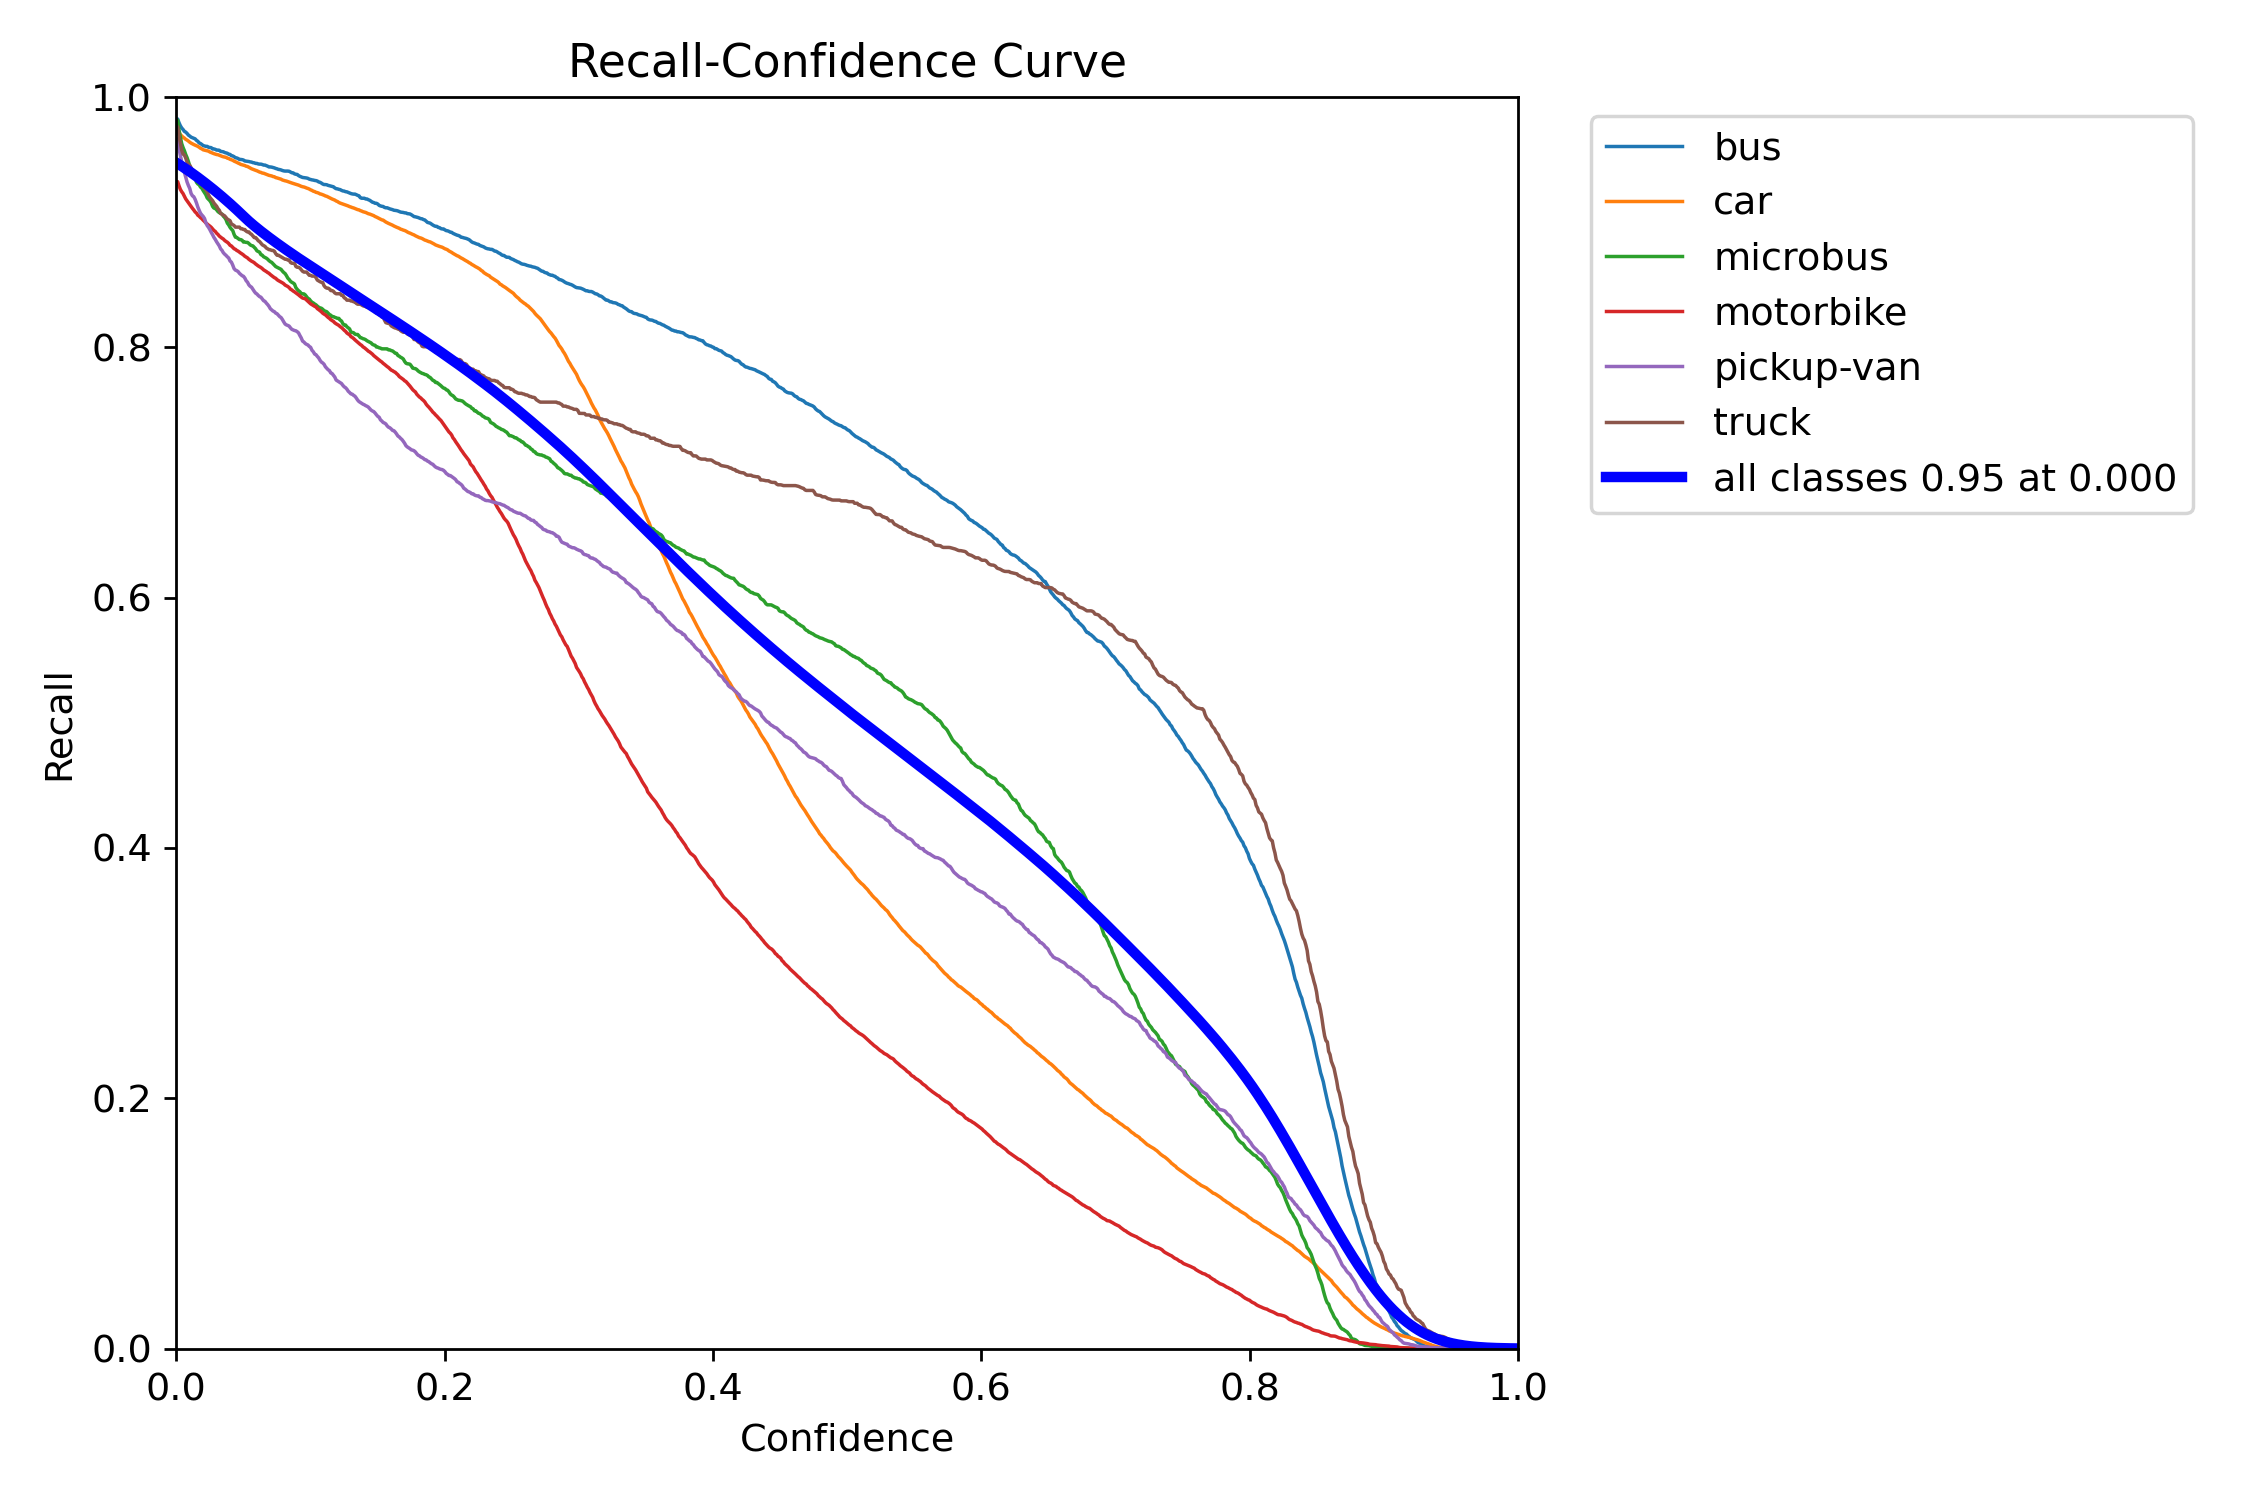 Recall-Confidence Curve
1.0
0.8
0.6
0.4
0.2
0.0
Recall
0.0 0.2 0.4 0.6 0.8 1.0
Confidence
bus
car
microbus
motorbike
pickup-van
truck
all classes 0.95 at 0.000